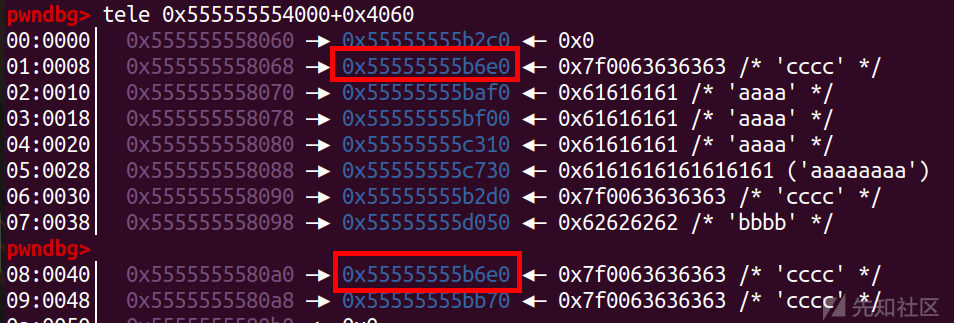 pwndbg> tele 0x555555554000+0x4060
00:0000│  0x555555558060 —▸ 0x55555555b2c0 ◂— 0x0
01:0008│  0x555555558068 —▸ 0x55555555b6e0 ◂— 0x7f0063636363 /* 'cccc' */
02:0010│  0x555555558070 —▸ 0x55555555baf0 ◂— 0x61616161 /* 'aaaa' */
03:0018│  0x555555558078 —▸ 0x55555555bf00 ◂— 0x61616161 /* 'aaaa' */
04:0020│  0x555555558080 —▸ 0x55555555c310 ◂— 0x61616161 /* 'aaaa' */
05:0028│  0x555555558088 —▸ 0x55555555c730 ◂— 0x6161616161616161 ('aaaaaaaa')
06:0030│  0x555555558090 —▸ 0x55555555b2d0 ◂— 0x7f0063636363 /* 'cccc' */
07:0038│  0x555555558098 —▸ 0x55555555d050 ◂— 0x62626262 /* 'bbbb' */
pwndbg>
08:0040│  0x5555555580a0 —▸ 0x55555555b6e0 ◂— 0x7f0063636363 /* 'cccc' */
09:0048│  0x5555555580a8 —▸ 0x55555555bb70 ◂— 0x7f0063636363 /* 'cccc' */
先知社区